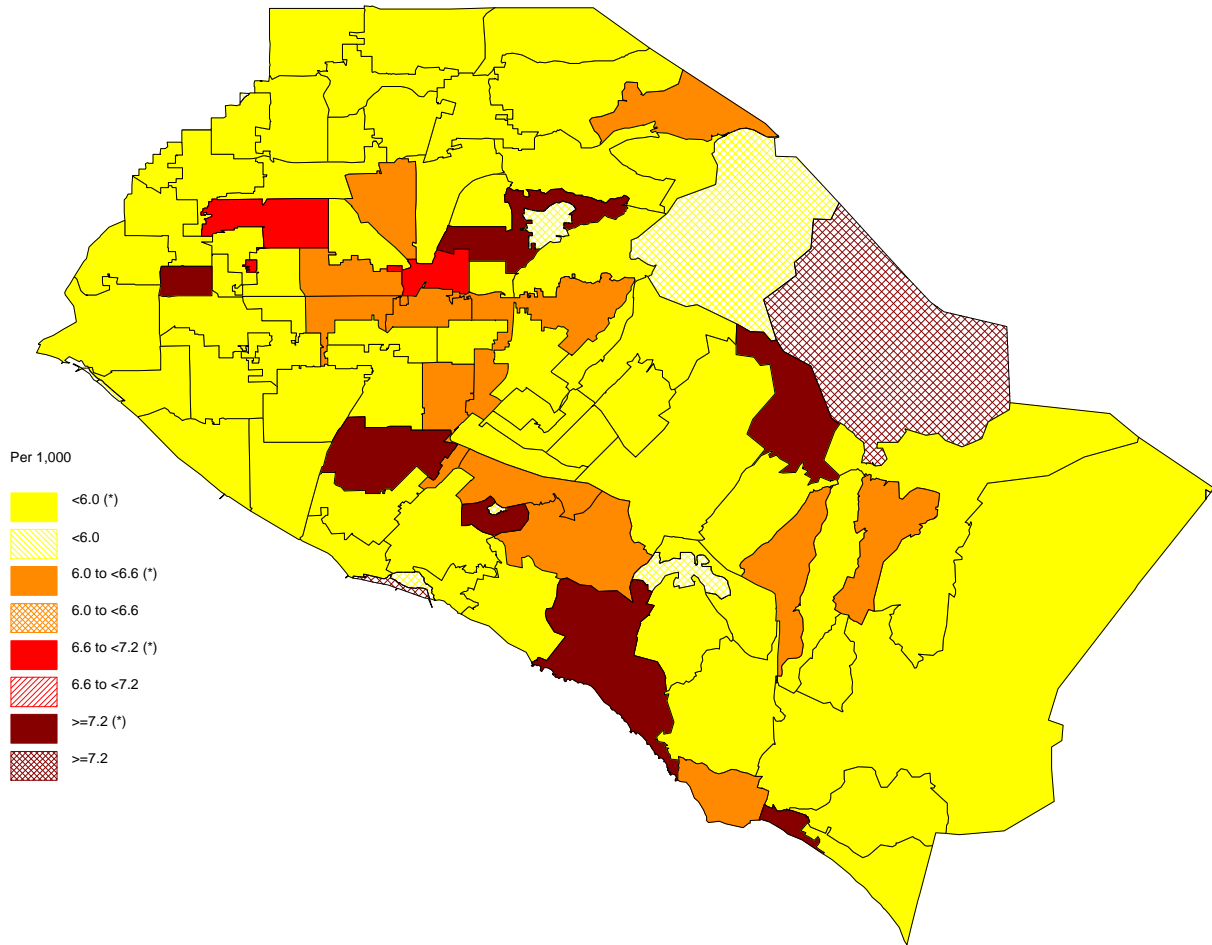 Per 1,000
<6.0 (*)
<6.0
6.0 to <6.6 (*)
6.0 to <6.6
6.6 to <7.2 (*)
6.6 to <7.2
>=7.2 (*)
>=7.2